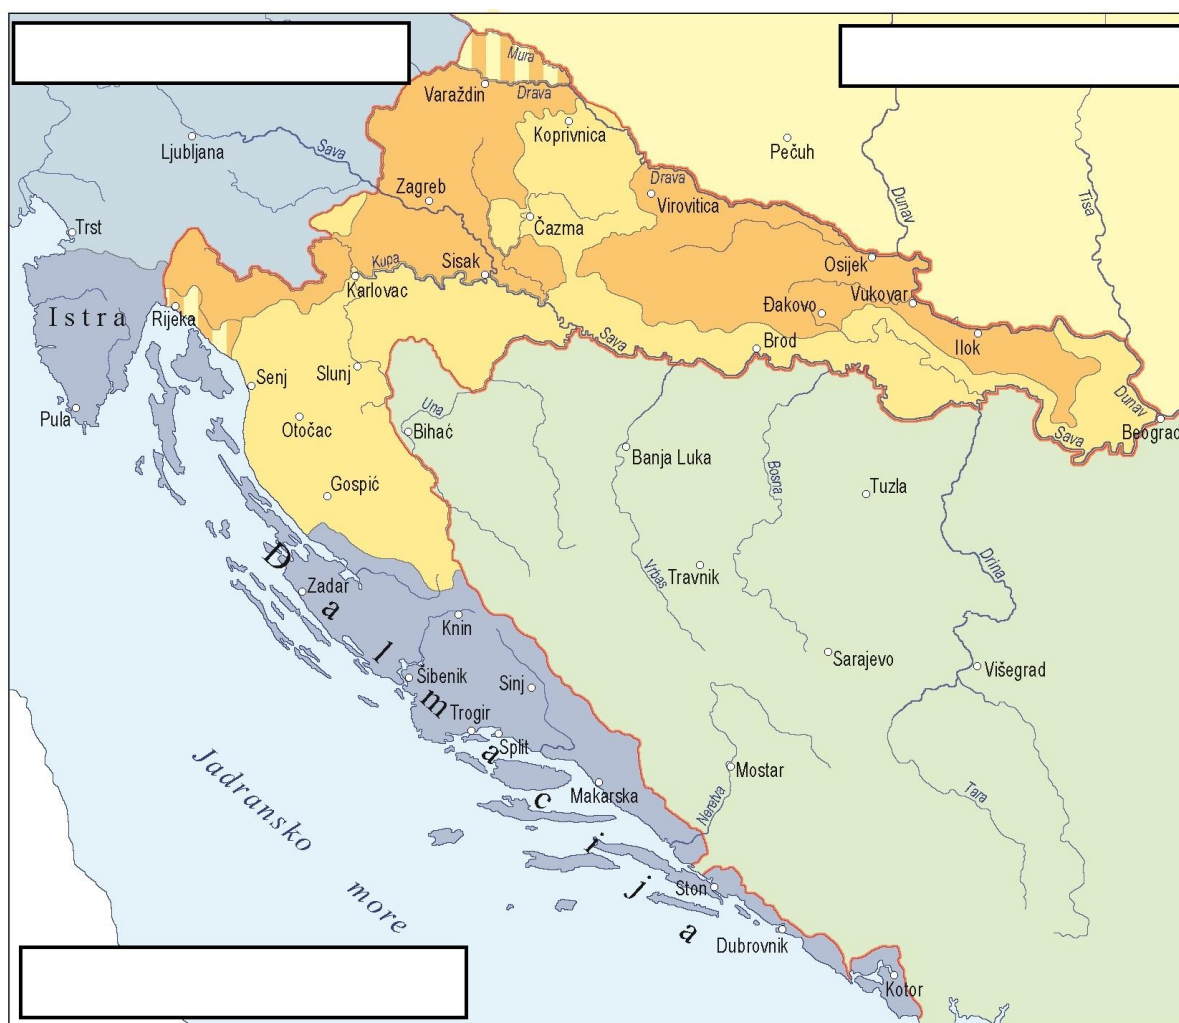 Mura
Varaždin
Drava
Koprivnica
Ljubljana
Sava
Pečuh
Zagreb
Drava
Virovitica
Dunav
Tisa
Trst
Čazma
Kupa
Sisak
Osijek
Karlovac
Vukovar
Đakovo
Istra
Rijeka
Sava
Brod
Ilok
Senj
Slunj
Pula
Una
Otočac
Bihać
Dunav
Sava
Beograd
Banja Luka
Bosna
Gospić
Tuzla
Drina
Vrbas
Travnik
Zadar
Dalmacija
Knin
Sarajevo
Višegrad
Šibenik
Sinj
Trogir
Split
Mostar
Makarska
Neretva
Tara
Jadransko
more
Ston
Dubrovnik
Kotor